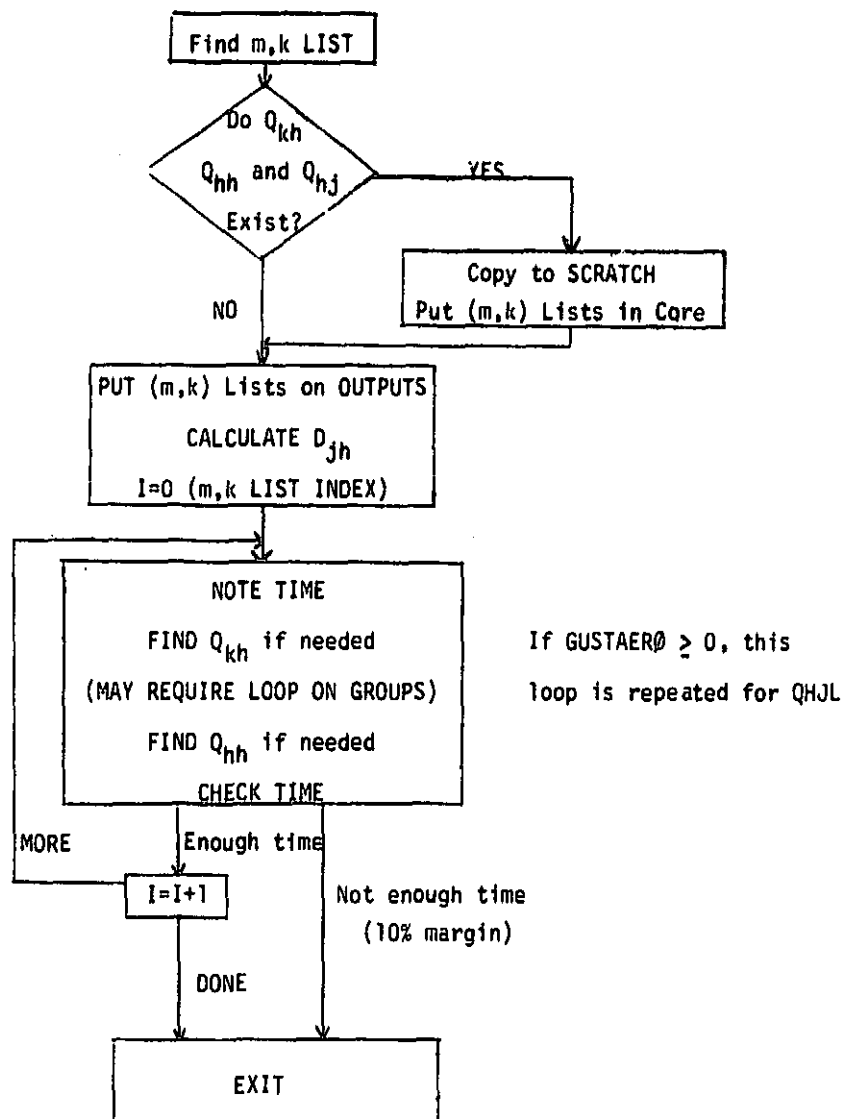 Find m,k LIST
Do Qkh
Qhh and Qhj
Exist?
YES
Copy to SCRATCH
Put (m,k) Lists in Core
NO
PUT (m,k) Lists on OUTPUTS
CALCULATE Djh
I=0 (m,k LIST INDEX)
NOTE TIME
FIND Qkh if needed
(MAY REQUIRE LOOP ON GROUPS)
FIND Qhh if needed
CHECK TIME
If GUSTAERØ ≥ 0, this
loop is repeated for QHJL
MORE
Enough time
I=I+1
Not enough time
(10% margin)
DONE
EXIT